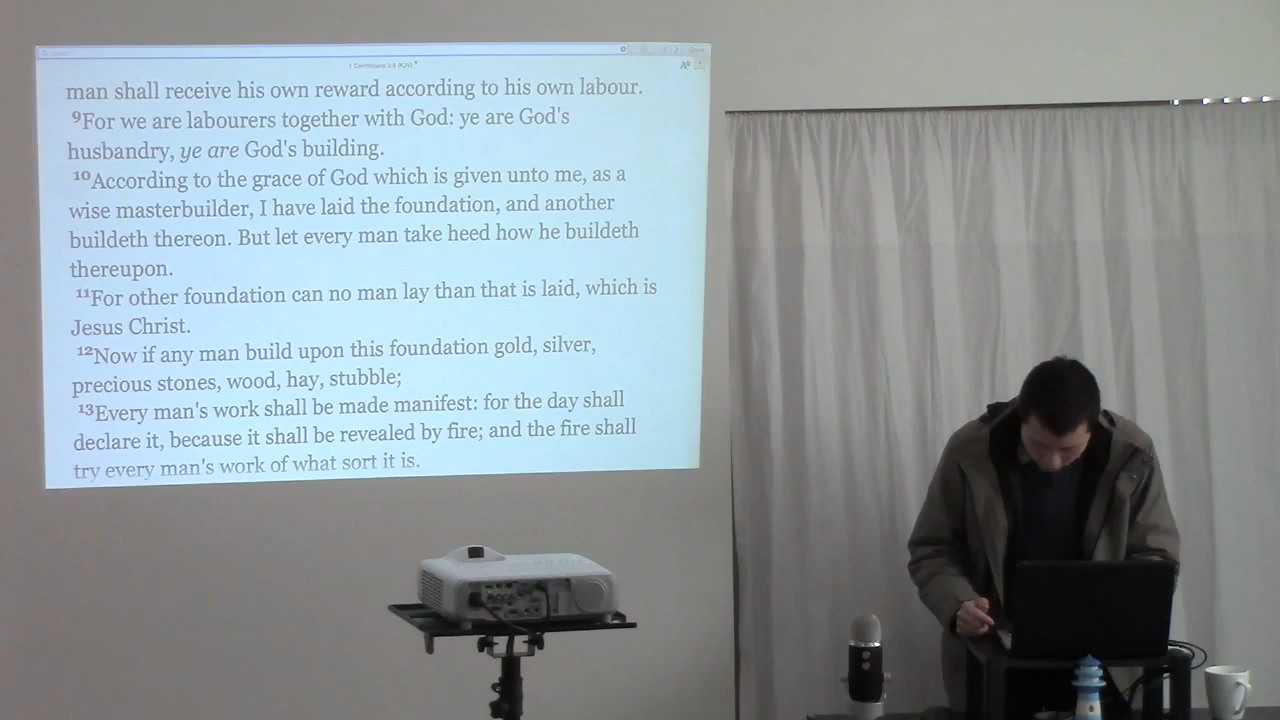 1 Corinthians 3:9 (KJV)
man shall receive his own reward according to his own labour.
9For we are labourers together with God: ye are God's
husbandry, ye are God's building.
10According to the grace of God which is given unto me, as a
wise masterbuilder, I have laid the foundation, and another
buildeth thereon. But let every man take heed how he buildeth
thereupon.
11For other foundation can no man lay than that is laid, which is
Jesus Christ.
12Now if any man build upon this foundation gold, silver,
precious stones, wood, hay, stubble;
13Every man's work shall be made manifest: for the day shall
declare it, because it shall be revealed by fire; and the fire shall
try every man's work of what sort it is.